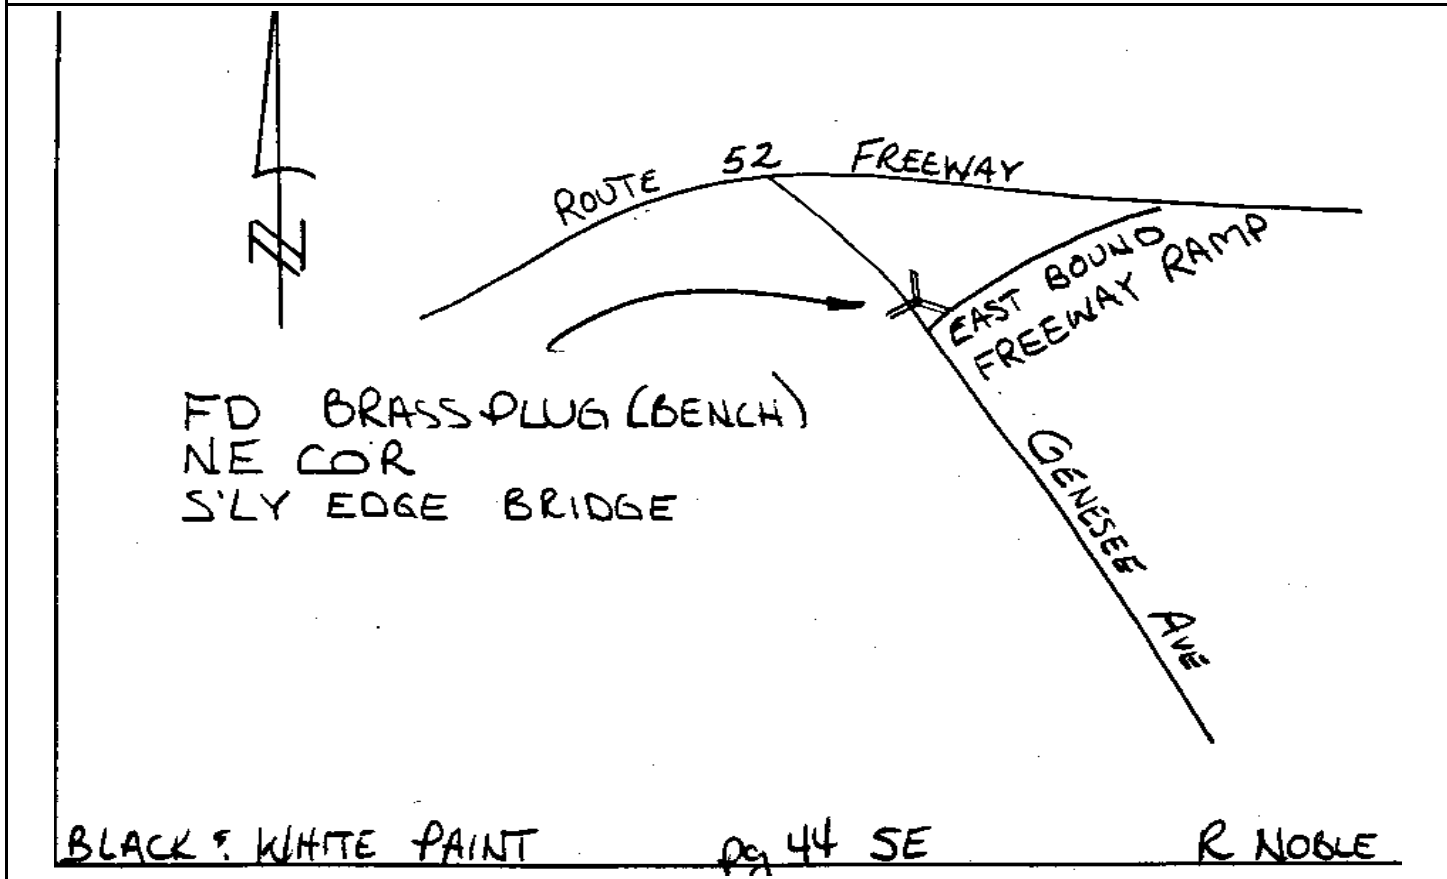 ROUTE 52 FREEWAY
EAST BOUND
FREEWAY RAMP
N
FD BRASS PLUG (BENCH)
NE COR
S'LY EDGE BRIDGE
GENESEE AVE
BLACK & WHITE PAINT
pg 44 SE
R NOBLE